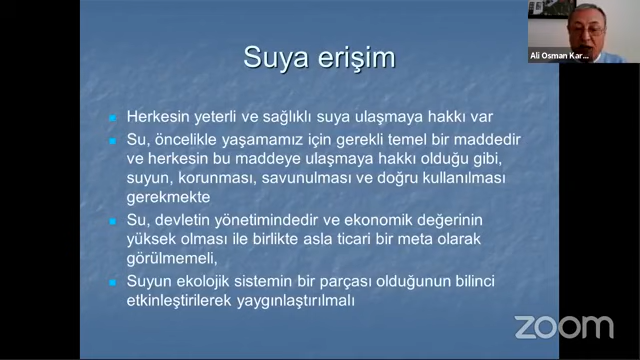 Suya erişim
Ali Osman Kar...
Herkesin yeterli ve sağlıklı suya ulaşmaya hakkı var
Su, öncelikle yaşamamız için gerekli temel bir maddedir
ve herkesin bu maddeye ulaşmaya hakkı olduğu gibi,
suyun, korunması, savunulması ve doğru kullanılması
gerekmekte
Su, devletin yönetimindedir ve ekonomik değerinin
yüksek olması ile birlikte asla ticari bir meta olarak
görülmemeli,
Suyun ekolojik sistemin bir parçası olduğunun bilinci
etkinleştirilerek yaygınlaştırılmalı
zoom